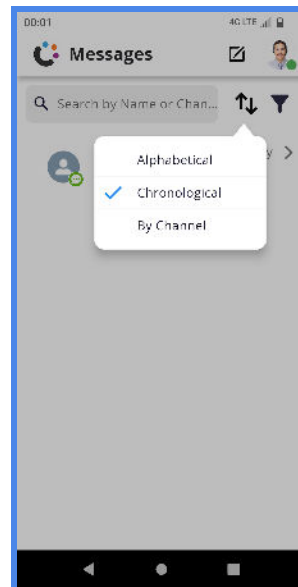 00:01 4G LTE
Messages
Search by Name or Chan...
y
Alphabetical
Chronological
By Channel